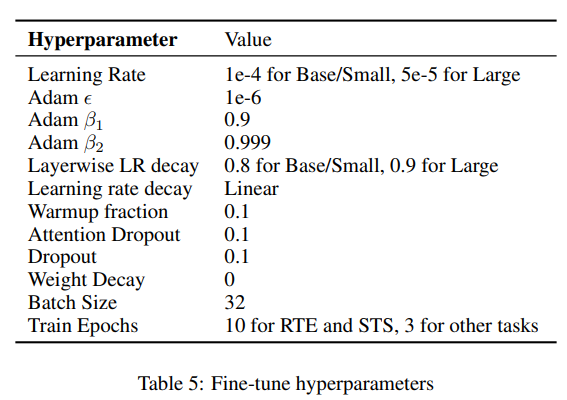 Hyperparameter Value
Learning Rate 1e-4 for Base/Small, 5e-5 for Large
Adam ϵ 1e-6
Adam β1 0.9
Adam β2 0.999
Layerwise LR decay 0.8 for Base/Small, 0.9 for Large
Learning rate decay Linear
Warmup fraction 0.1
Attention Dropout 0.1
Dropout 0.1
Weight Decay 0
Batch Size 32
Train Epochs 10 for RTE and STS, 3 for other tasks
Table 5: Fine-tune hyperparameters